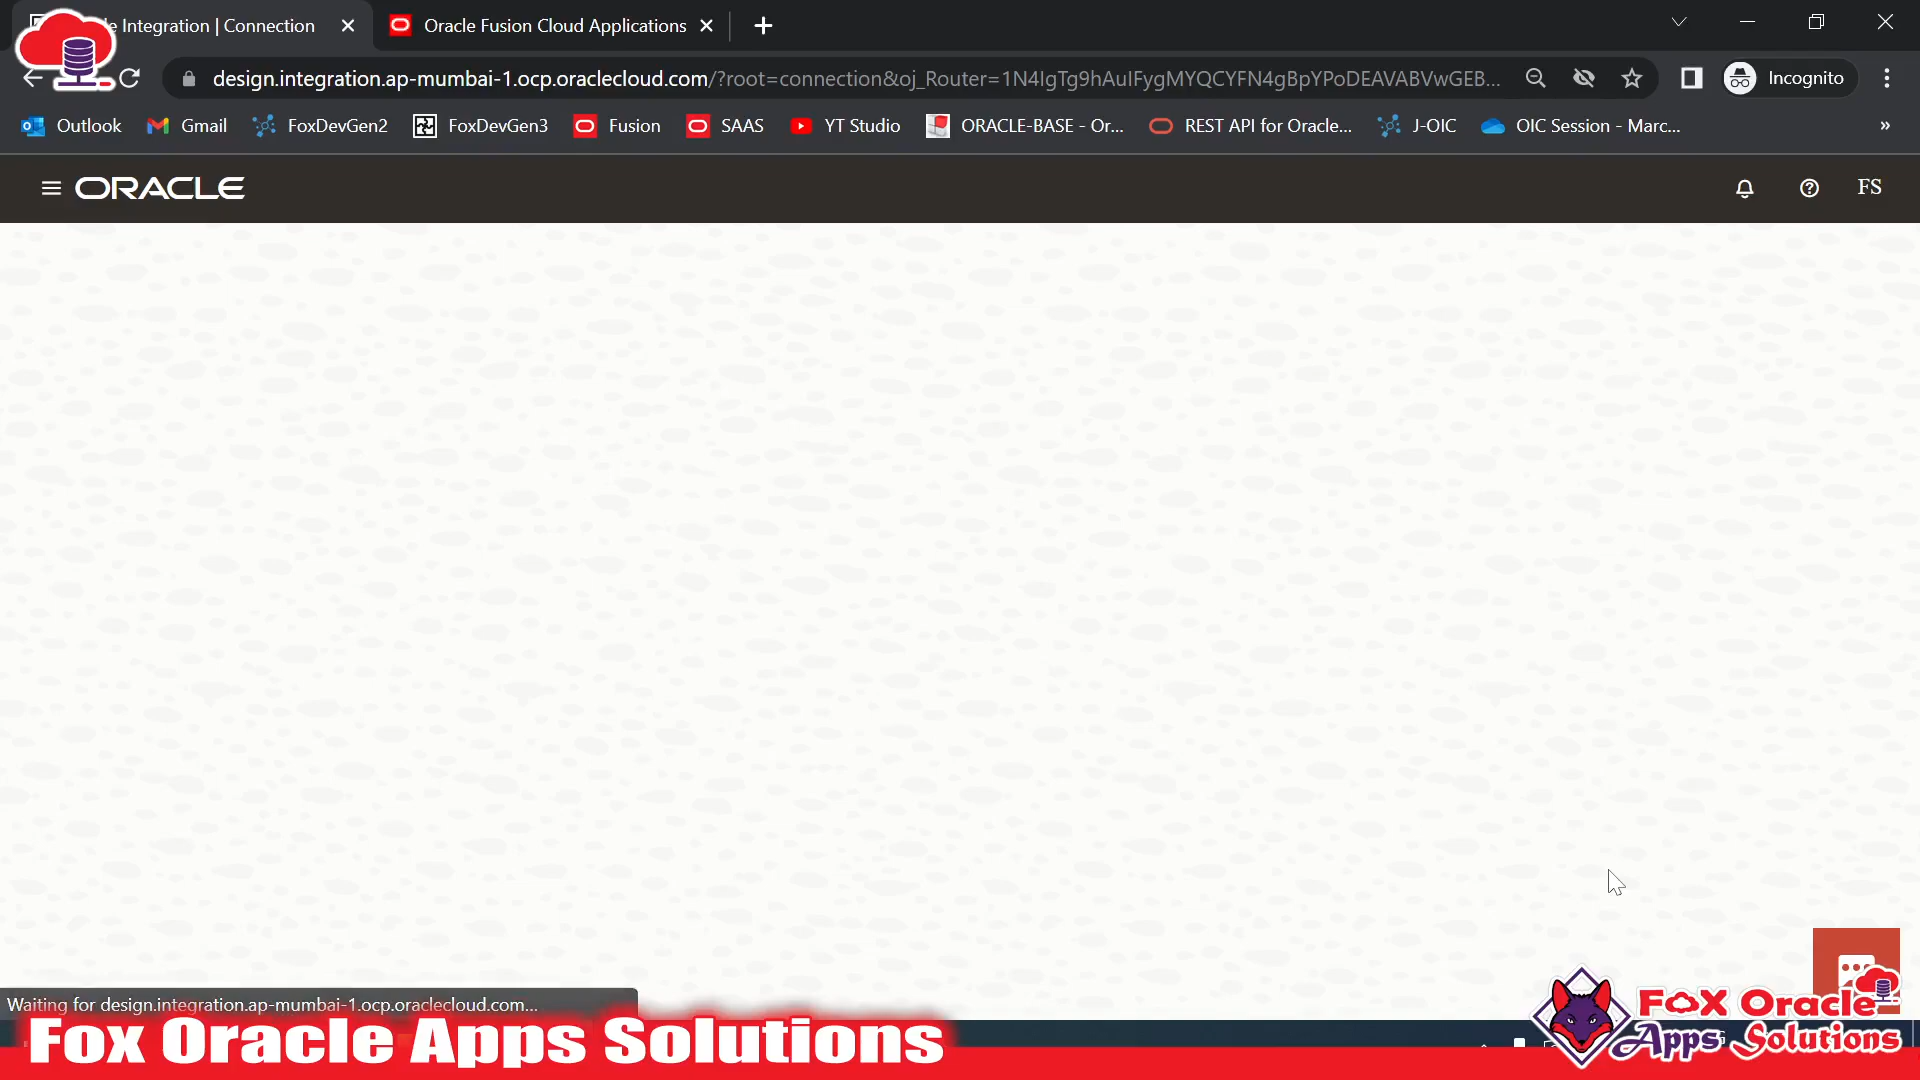 e Integration | Connection
Oracle Fusion Cloud Applications
design.integration.ap-mumbai-1.ocp.oraclecloud.com/?root=connection&oj_Router=1N4IgTg9hAuIFygMYQCYFN4gBpYPoDEAVABVwGEB...
Incognito
Outlook
Gmail
FoxDevGen2
FoxDevGen3
Fusion
SAAS
YT Studio
ORACLE-BASE - Or...
REST API for Oracle...
J-OIC
OIC Session - Marc...
»
ORACLE
FS
Waiting for design.integration.ap-mumbai-1.ocp.oraclecloud.com...
Fox Oracle Apps Solutions
Fox Oracle
Apps Solutions